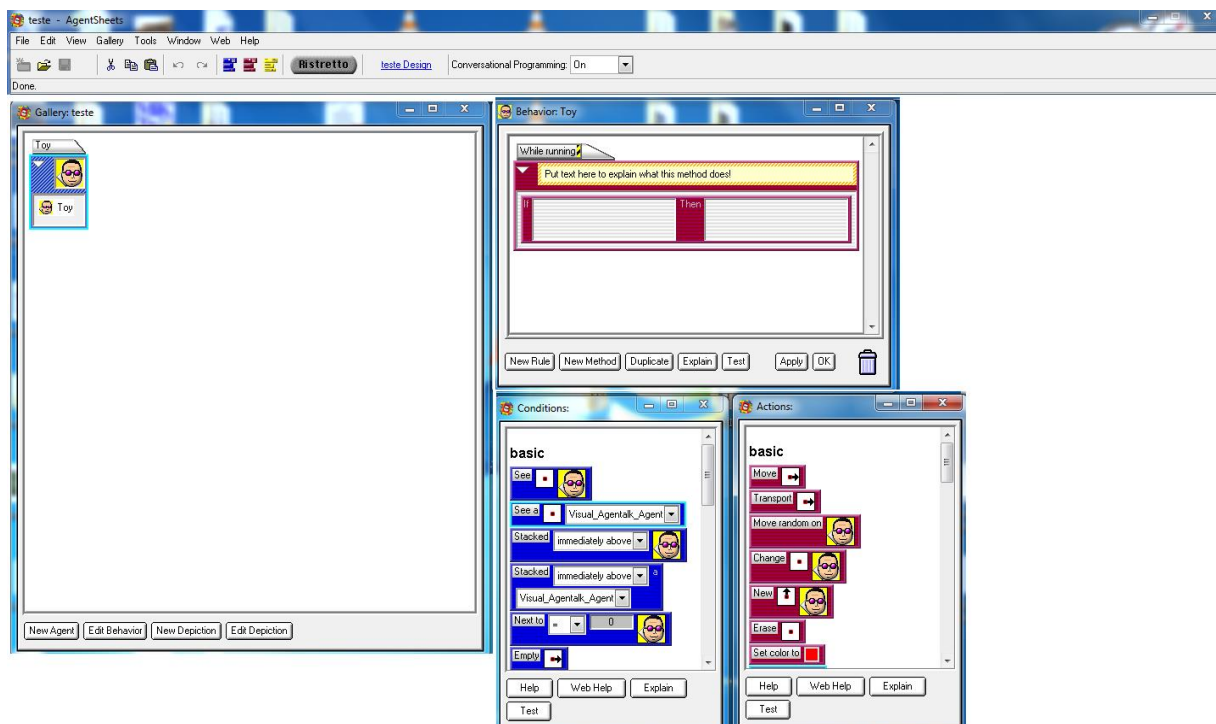 teste - AgentSheets
File Edit View Gallery Tools Window Web Help
Ristretto teste Design Conversational Programming: On
Done.
Gallery: teste
Toy
Toy
New Agent Edit Behavior New Depiction Edit Depiction
Behavior: Toy
While running
Put text here to explain what this method does!
If Then
New Rule New Method Duplicate Explain Test Apply OK
Conditions:
basic
See
See a Visual_Agentalk_Agent
Stacked immediately above
Stacked immediately above a
Visual_Agentalk_Agent
Next to = 0
Empty
Help Web Help Explain
Test
Actions:
basic
Move
Transport
Move random on
Change
New
Erase
Set color to
Help Web Help Explain
Test